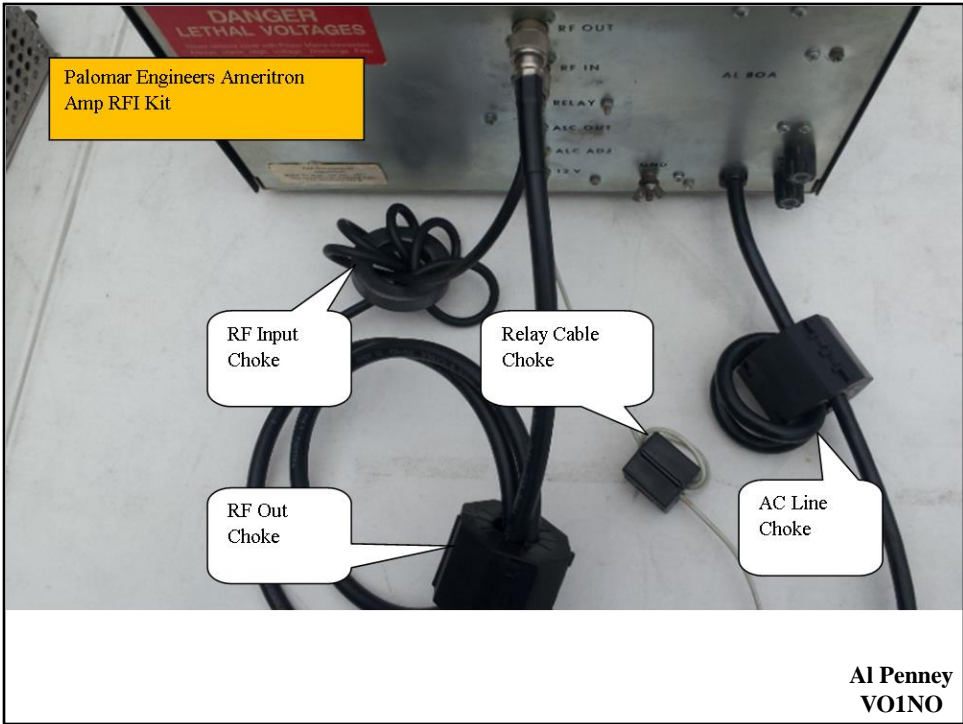 DANGER
LETHAL VOLTAGES
RF OUT
RF IN
AL 80A
RELAY
ALC OUT
ALC ADJ
GND
12 V
Palomar Engineers Ameritron
Amp RFI Kit
RF Input
Choke
Relay Cable
Choke
RF Out
Choke
AC Line
Choke
Al Penney
VO1NO